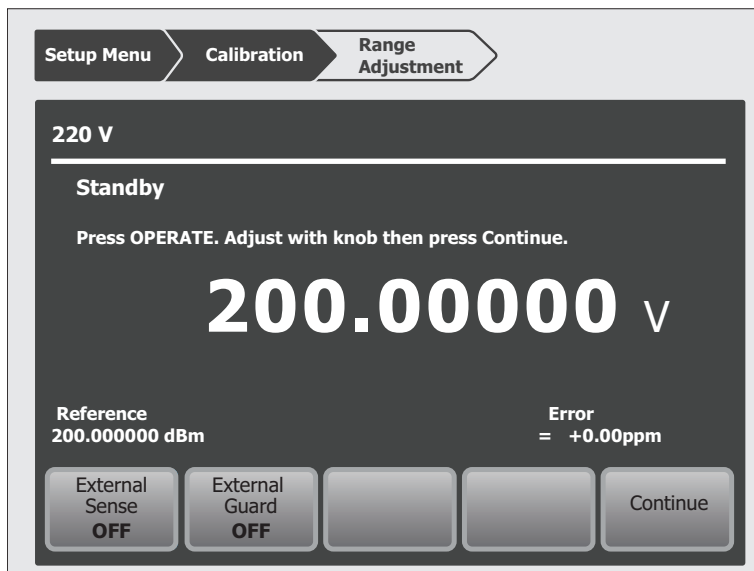 Setup Menu
Calibration
Range
Adjustment
220 V
Standby
Press OPERATE. Adjust with knob then press Continue.
200.00000 V
Reference
200.000000 dBm
Error
= +0.00ppm
External
Sense
OFF
External
Guard
OFF
Continue